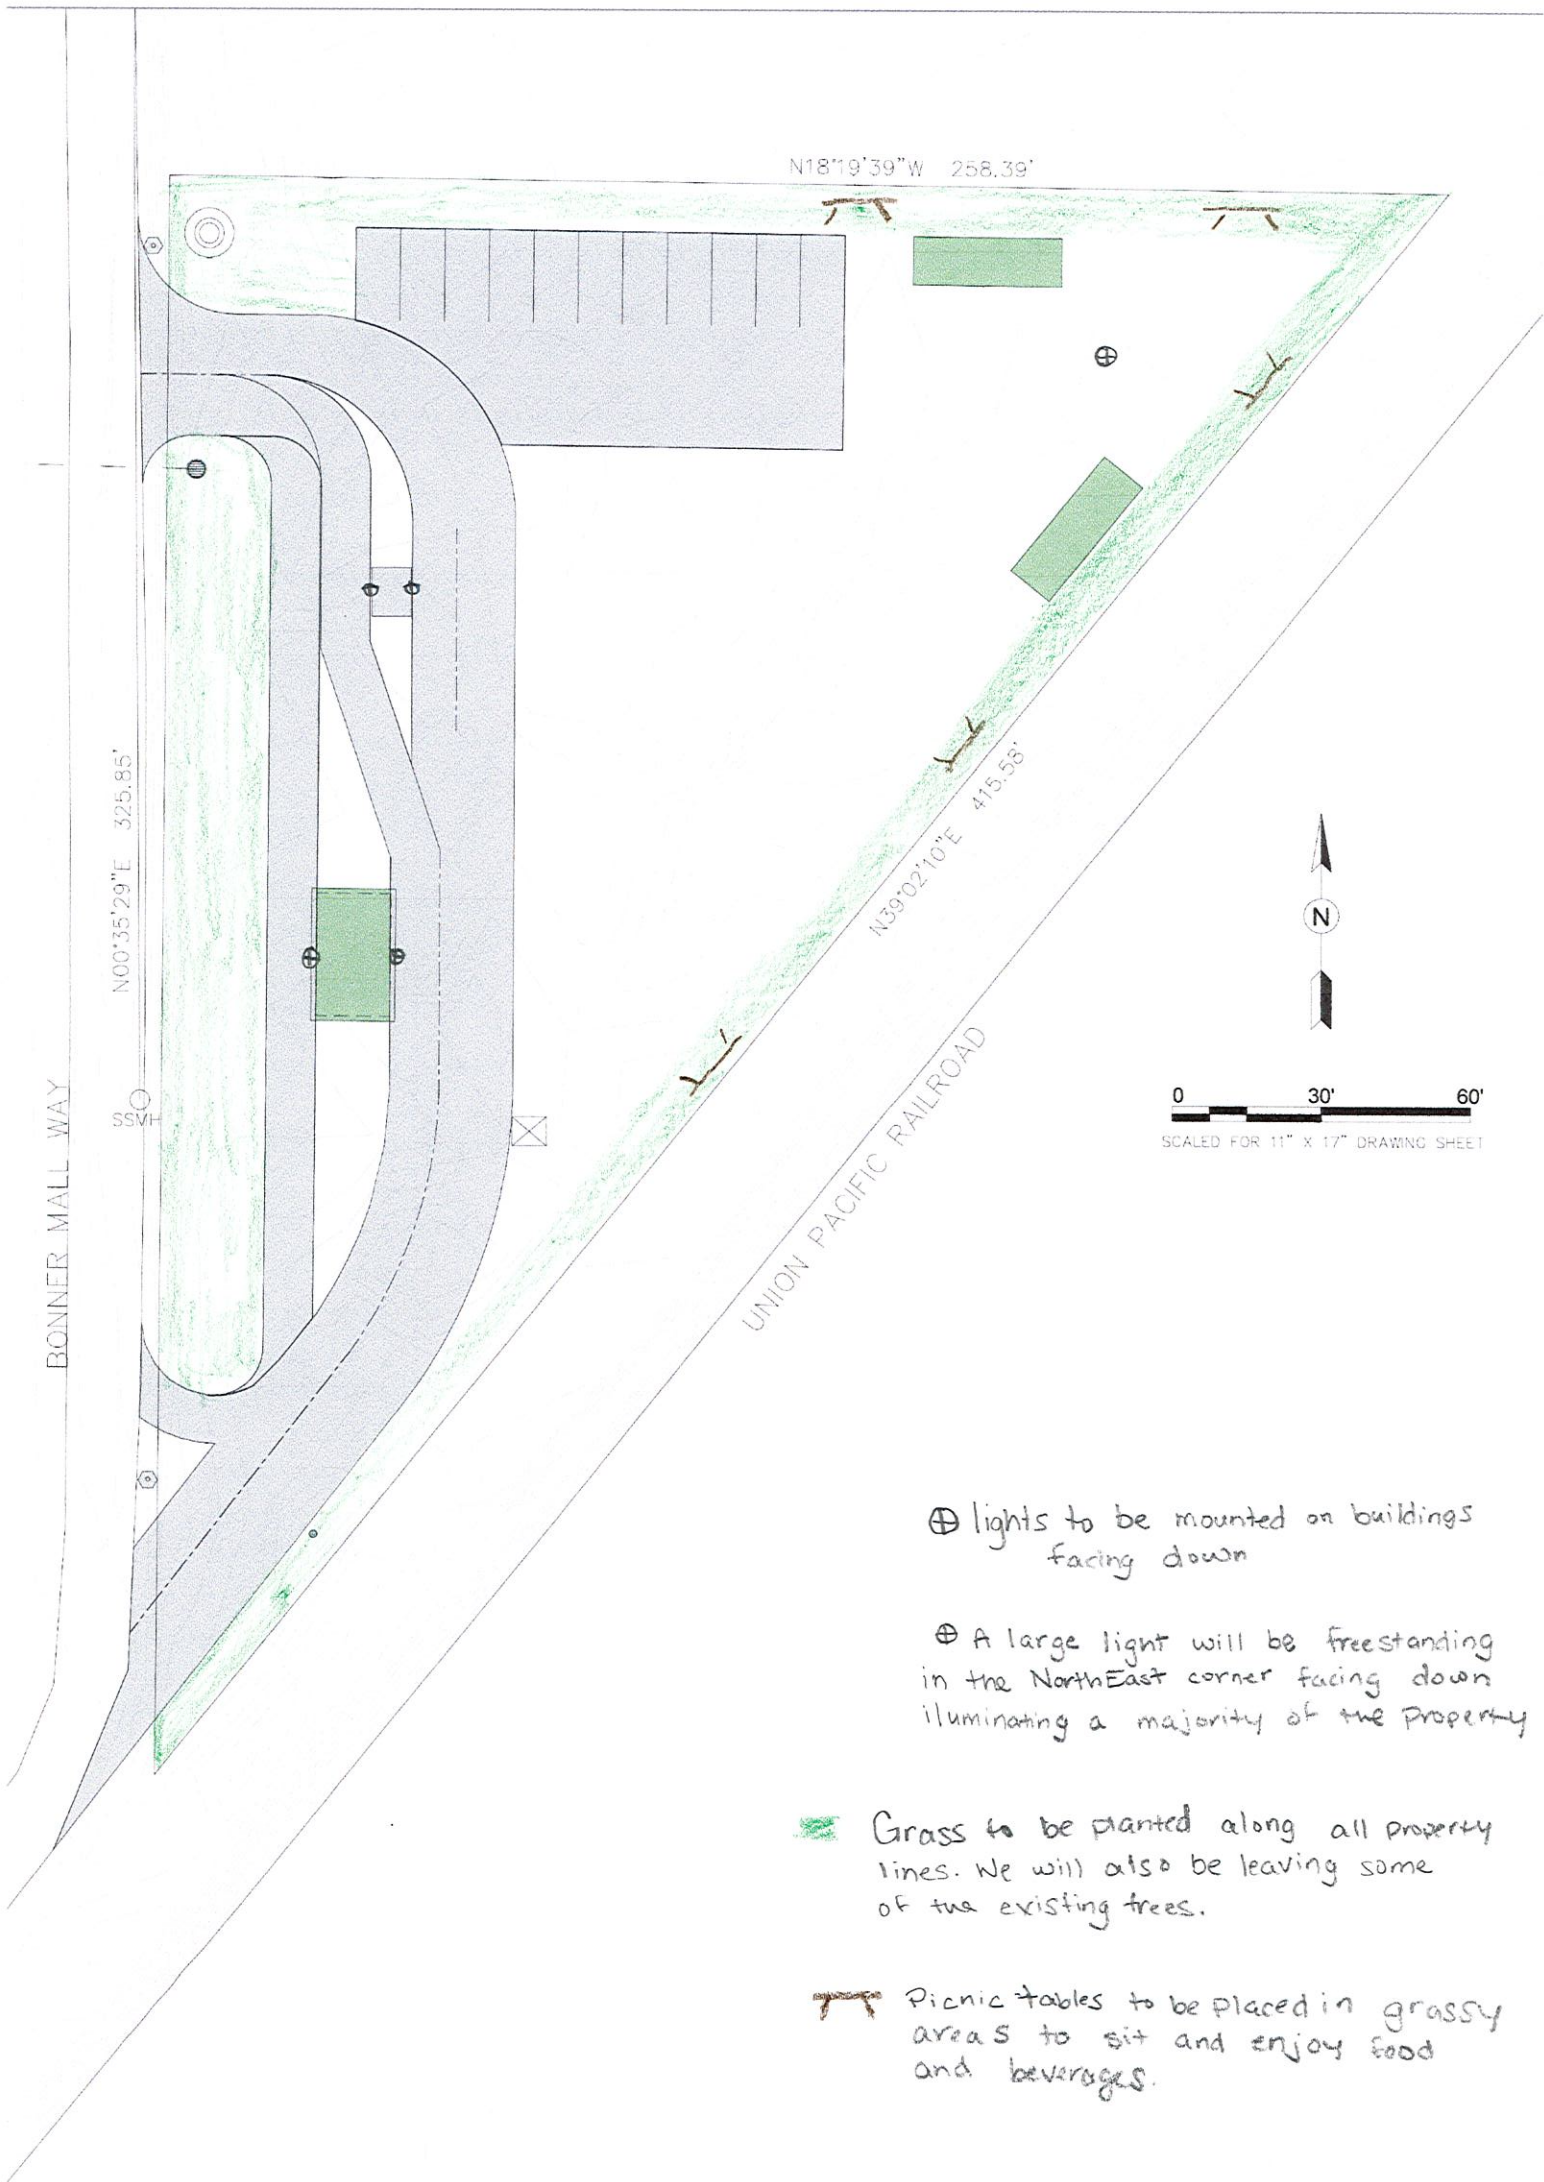 N18°19'39"W 258.39'
N00°35'29"E 325.85'
N39°02'10"E 415.58'
N
0 30' 60'
SCALED FOR 11" X 17" DRAWING SHEET
SSMH
BONNER MALL WAY
UNION PACIFIC RAILROAD
lights to be mounted on buildings
facing down
A large light will be freestanding
in the NorthEast corner facing down
iluminating a majority of the property
Grass to be planted along all property
lines. We will also be leaving some
of the existing trees.
Picnic tables to be placed in grassy
areas to sit and enjoy food
and beverages.